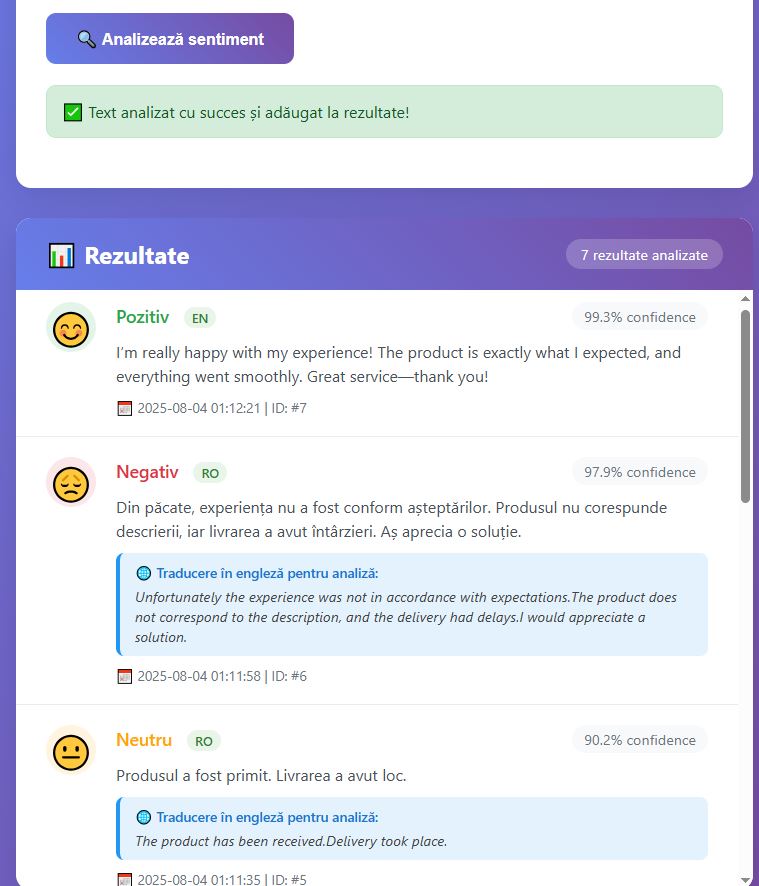 Analizează sentiment
Text analizat cu succes și adăugat la rezultate!
Rezultate
7 rezultate analizate
Pozitiv EN 99.3% confidence
I'm really happy with my experience! The product is exactly what I expected, and
everything went smoothly. Great service—thank you!
2025-08-04 01:12:21 | ID: #7
Negativ RO 97.9% confidence
Din păcate, experiența nu a fost conform așteptărilor. Produsul nu corespunde
descrierii, iar livrarea a avut întârzieri. Aș aprecia o soluție.
Traducere în engleză pentru analiză:
Unfortunately the experience was not in accordance with expectations.The product does
not correspond to the description, and the delivery had delays.I would appreciate a
solution.
2025-08-04 01:11:58 | ID: #6
Neutru RO 90.2% confidence
Produsul a fost primit. Livrarea a avut loc.
Traducere în engleză pentru analiză:
The product has been received.Delivery took place.
2025-08-04 01:11:35 | ID: #5